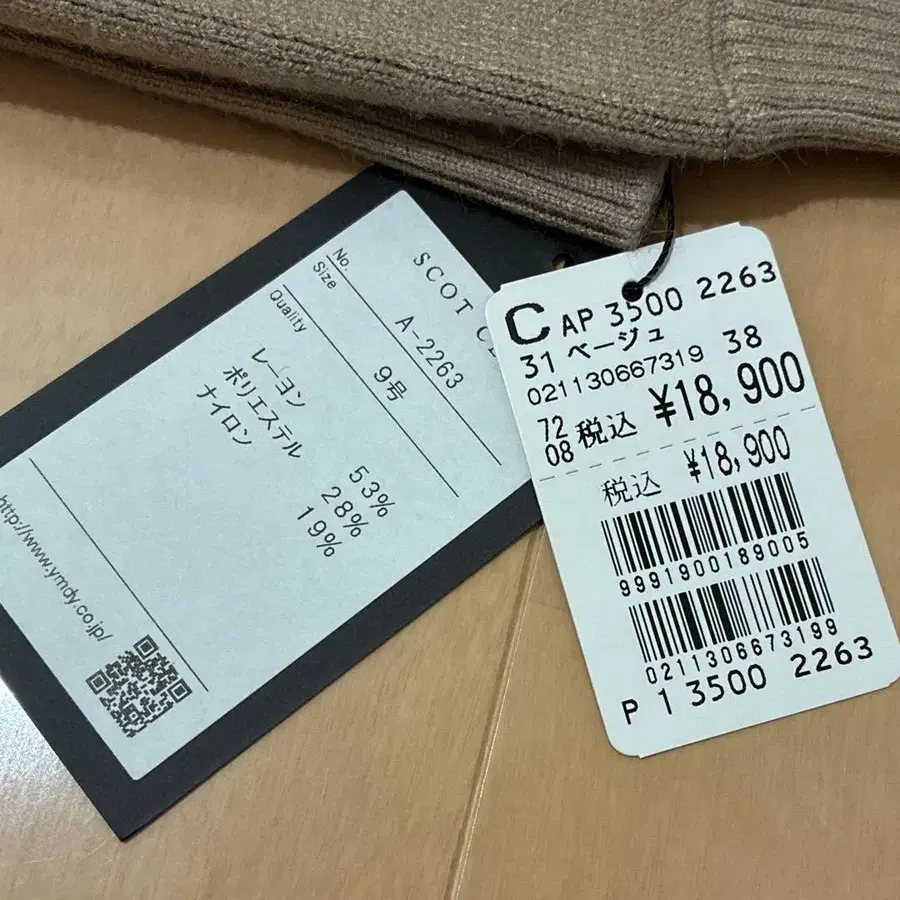 SCOT
No. A-2263
Size 9号
Quality
レーヨン 53%
ポリエステル 28%
ナイロン 19%
http://www.ymdy.co.jp/
C AP 3500 2263
31 ベージュ 38
021130667319
72
08 税込 ¥18,900
税込 ¥18,900
9991900189005
0211306673199
P 1 3500 2263